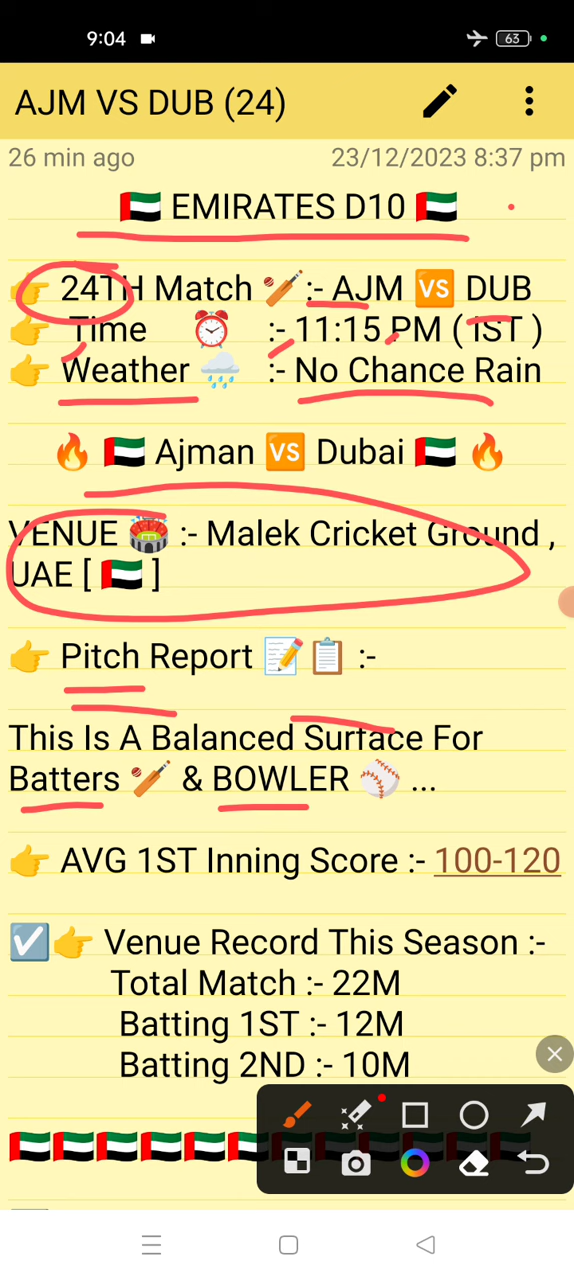 9:04
63
AJM VS DUB (24)
26 min ago 23/12/2023 8:37 pm
🇦🇪 EMIRATES D10 🇦🇪
👉 24TH Match 🏏:- AJM 🆚 DUB
👉 Time ⏰ :- 11:15 PM ( IST )
👉 Weather 🌧️ :- No Chance Rain
🔥 🇦🇪 Ajman 🆚 Dubai 🇦🇪 🔥
VENUE 🏟️ :- Malek Cricket Ground ,
UAE [ 🇦🇪 ]
👉 Pitch Report 📝📋 :-
This Is A Balanced Surface For
Batters 🏏 & BOWLER ⚾ ...
👉 AVG 1ST Inning Score :- 100-120
☑️👉 Venue Record This Season :-
Total Match :- 22M
Batting 1ST :- 12M
Batting 2ND :- 10M